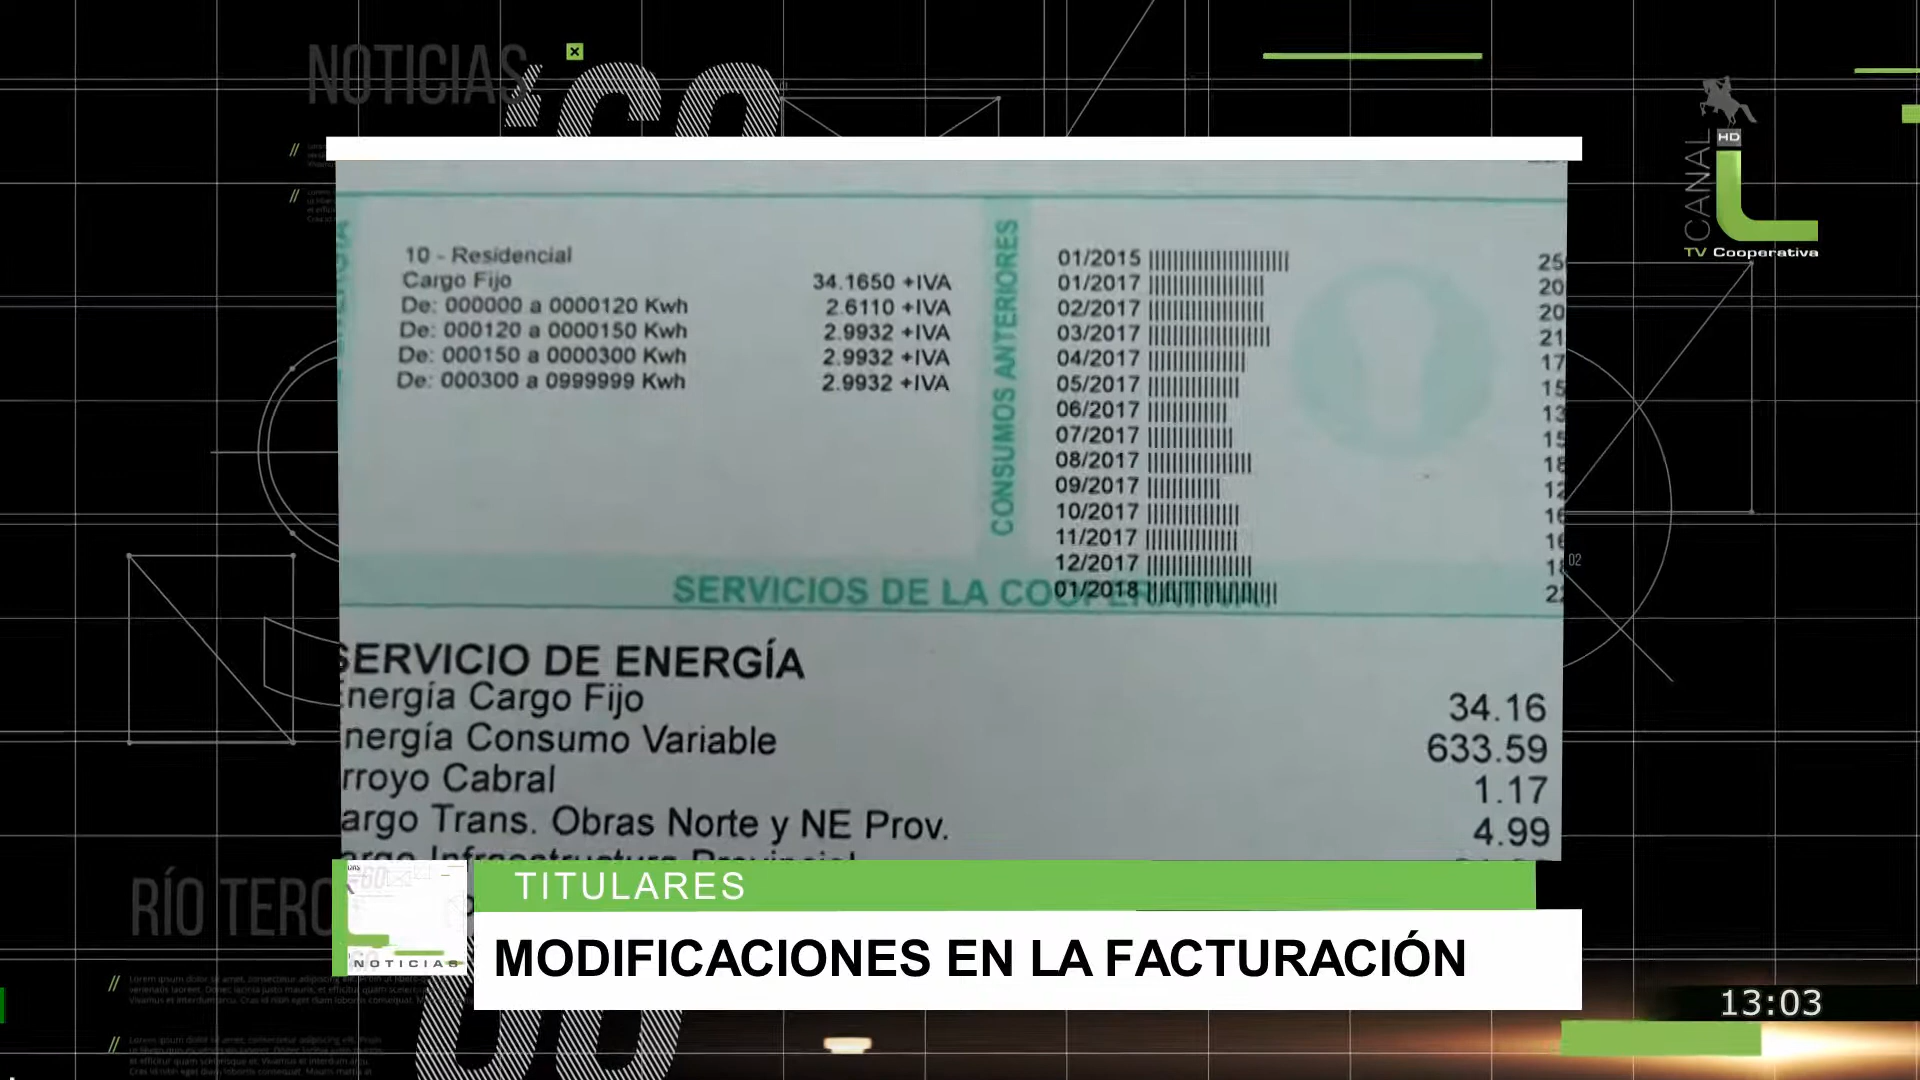 NOTICIAS
HD
CANAL
TV Cooperativa
10 - Residencial
Cargo Fijo 34.1650 +IVA
De: 000000 a 0000120 Kwh 2.6110 +IVA
De: 000120 a 0000150 Kwh 2.9932 +IVA
De: 000150 a 0000300 Kwh 2.9932 +IVA
De: 000300 a 0999999 Kwh 2.9932 +IVA
CONSUMOS ANTERIORES
01/2015
01/2017
02/2017
03/2017
04/2017
05/2017
06/2017
07/2017
08/2017
09/2017
10/2017
11/2017
12/2017
01/2018
02
SERVICIOS DE LA COOPERATIVA
SERVICIO DE ENERGÍA
Energía Cargo Fijo 34.16
nergía Consumo Variable 633.59
rroyo Cabral 1.17
argo Trans. Obras Norte y NE Prov. 4.99
RÍO TERC
TITULARES
NOTICIAS
MODIFICACIONES EN LA FACTURACIÓN
13:03